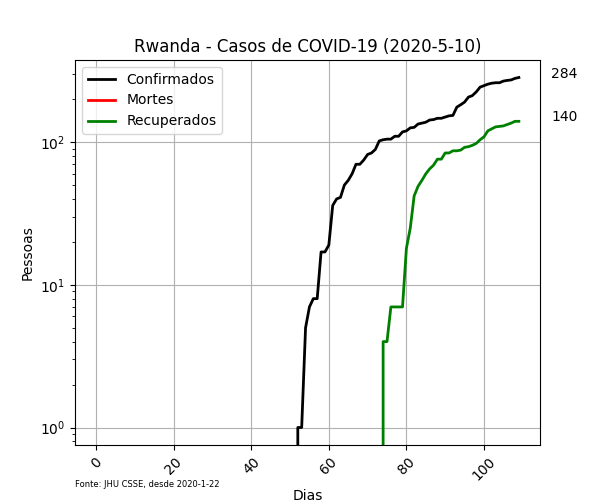 Rwanda - Casos de COVID-19 (2020-5-10)
Confirmados
Mortes
Recuperados
284
140
10²
10¹
10⁰
Pessoas
0
20
40
60
80
100
Fonte: JHU CSSE, desde 2020-1-22
Dias